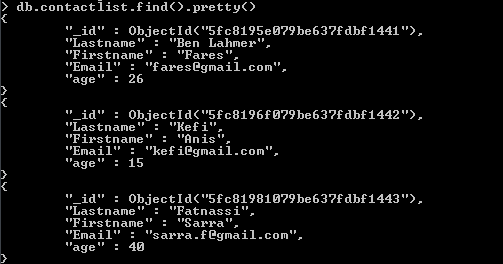 > db.contactlist.find().pretty()
{
"_id" : ObjectId("5fc8195e079be637fdbf1441"),
"Lastname" : "Ben Lahmer",
"Firstname" : "Fares",
"Email" : "fares@gmail.com",
"age" : 26
}
{
"_id" : ObjectId("5fc8196f079be637fdbf1442"),
"Lastname" : "Kefi",
"Firstname" : "Anis",
"Email" : "kefi@gmail.com",
"age" : 15
}
{
"_id" : ObjectId("5fc81981079be637fdbf1443"),
"Lastname" : "Fatnassi",
"Firstname" : "Sarra",
"Email" : "sarra.f@gmail.com",
"age" : 40
}